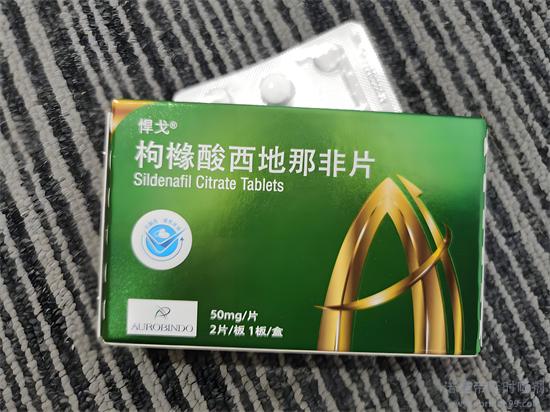 悍戈®
枸橼酸西地那非片
Sildenafil Citrate Tablets
AUROBINDO
50mg/片
2片/板 1板/盒